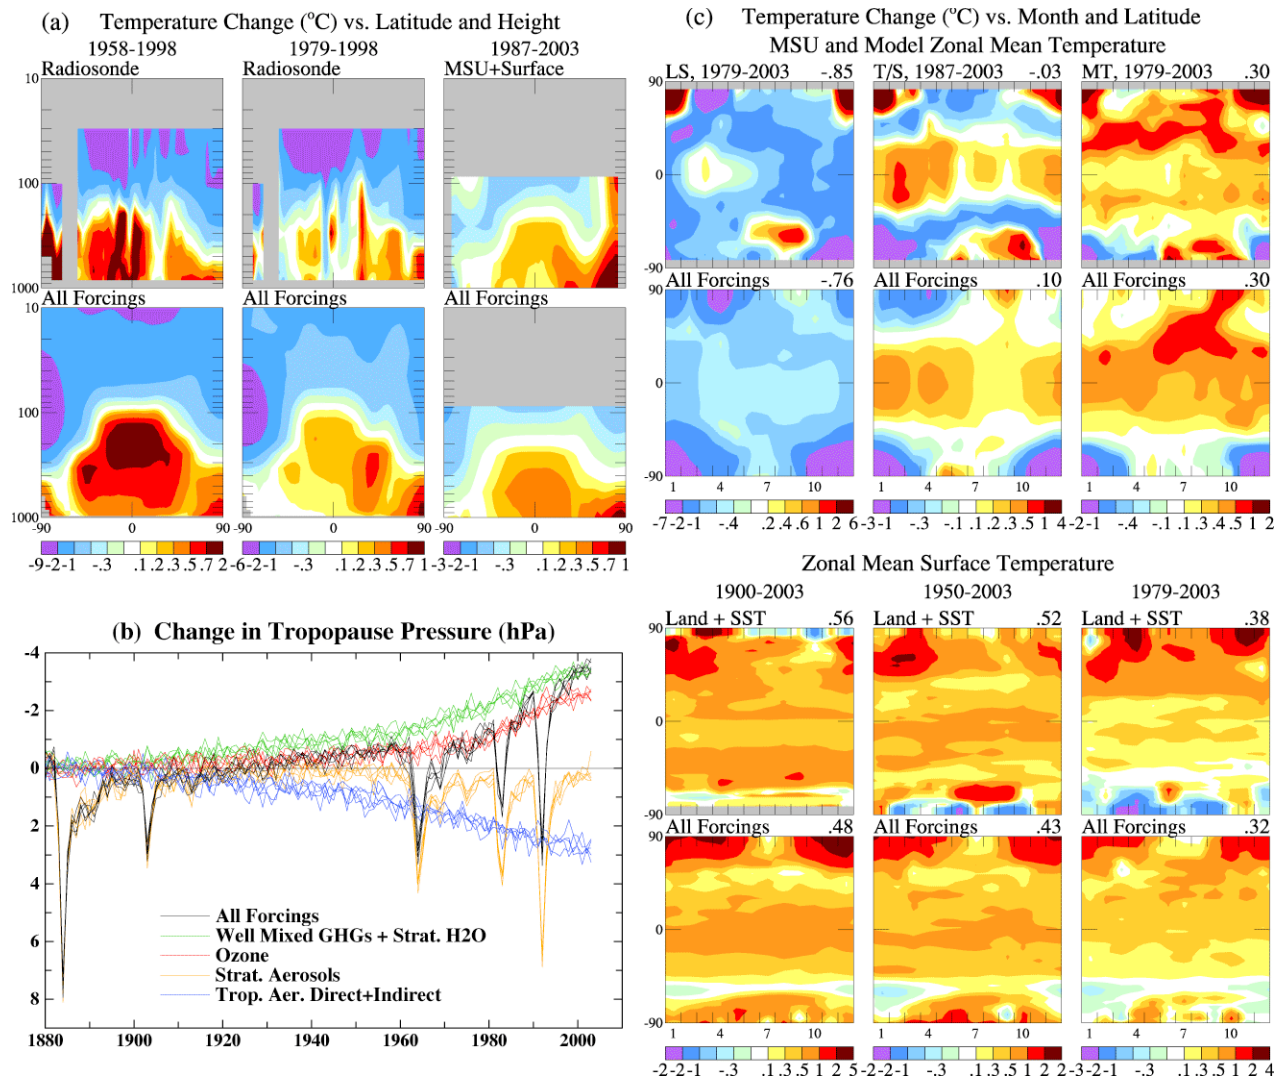 (a) Temperature Change (°C) vs. Latitude and Height
1958-1998 1979-1998 1987-2003
Radiosonde Radiosonde MSU+Surface
10
100
1000
All Forcings All Forcings All Forcings
10
100
1000
-90 0 -90 0 -90 0 90
-9-2-1 -.3 .1.2.3.5.7 2 -6-2-1 -.3 .1.2.3.5.7 1 -3-2-1 -.3 .1.2.3.5.7 1
(b) Change in Tropopause Pressure (hPa)
-4
-2
0
2
4
6
8
All Forcings
Well Mixed GHGs + Strat. H2O
Ozone
Strat. Aerosols
Trop. Aer. Direct+Indirect
1880 1900 1920 1940 1960 1980 2000
(c) Temperature Change (°C) vs. Month and Latitude
MSU and Model Zonal Mean Temperature
LS, 1979-2003 -.85 T/S, 1987-2003 -.03 MT, 1979-2003 .30
90
0
-90
All Forcings -.76 All Forcings .10 All Forcings .30
90
0
-90
1 4 7 10 1 4 7 10 1 4 7 10
-7-2-1 -.4 .2.4.6 1 2 6 -3-1 -.3 -.1.1.2.3.5 1 4 -2-1 -.4 -.1.1.3.5 1 2
Zonal Mean Surface Temperature
1900-2003 1950-2003 1979-2003
Land + SST .56 Land + SST .52 Land + SST .38
90
0
-90
All Forcings .48 All Forcings .43 All Forcings .32
90
0
-90
1 4 7 10 1 4 7 10 1 4 7 10
-2-2-1 -.3 .1.3.5 1 2 2 -2-2-1 -.3 .1.3.5 1 2 2 -3-2-1 -.3 .1.3.5 1 2 4